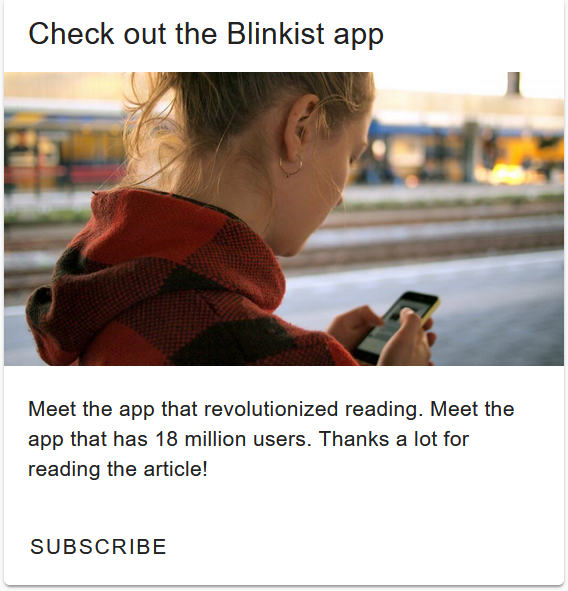 Check out the Blinkist app
Meet the app that revolutionized reading. Meet the
app that has 18 million users. Thanks a lot for
reading the article!
SUBSCRIBE